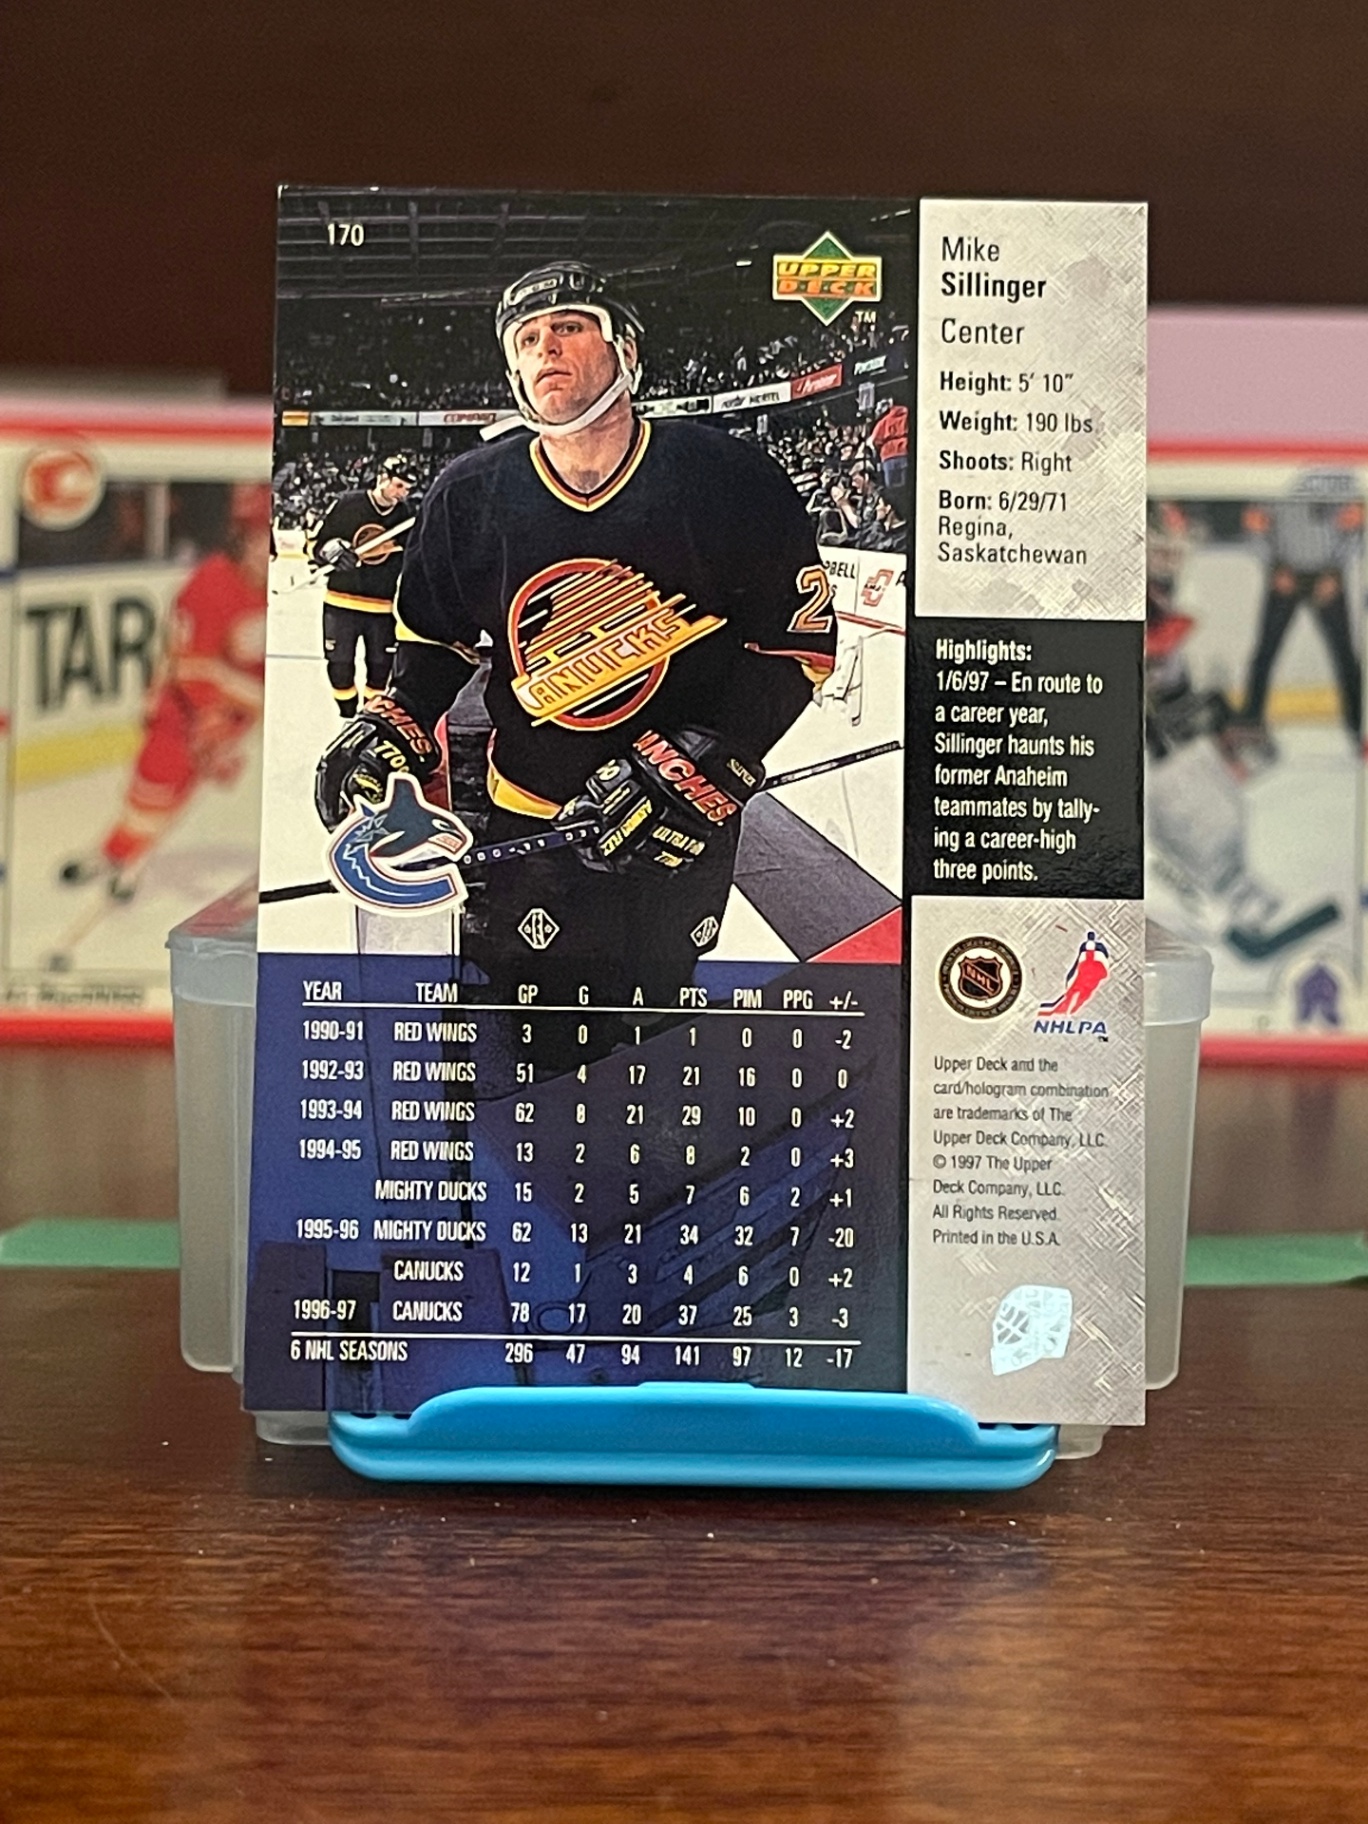 170
UPPER
DECK
TM
Mike
Sillinger
Center
Height: 5' 10"
Weight: 190 lbs.
Shoots: Right
Born: 6/29/71
Regina,
Saskatchewan
CANUCKS
2
Highlights:
1/6/97 – En route to
a career year,
Sillinger haunts his
former Anaheim
teammates by tally-
ing a career-high
three points.
YEAR TEAM GP G A PTS PIM PPG +/-
1990-91 RED WINGS 3 0 1 1 0 0 -2
1992-93 RED WINGS 51 4 17 21 16 0 0
1993-94 RED WINGS 62 8 21 29 10 0 +2
1994-95 RED WINGS 13 2 6 8 2 0 +3
MIGHTY DUCKS 15 2 5 7 6 2 +1
1995-96 MIGHTY DUCKS 62 13 21 34 32 7 -20
CANUCKS 12 1 3 4 6 0 +2
1996-97 CANUCKS 78 17 20 37 25 3 -3
6 NHL SEASONS 296 47 94 141 97 12 -17
NHL
NHLPA
Upper Deck and the
card/hologram combination
are trademarks of The
Upper Deck Company, LLC.
© 1997 The Upper
Deck Company, LLC.
All Rights Reserved.
Printed in the U.S.A.
TAR